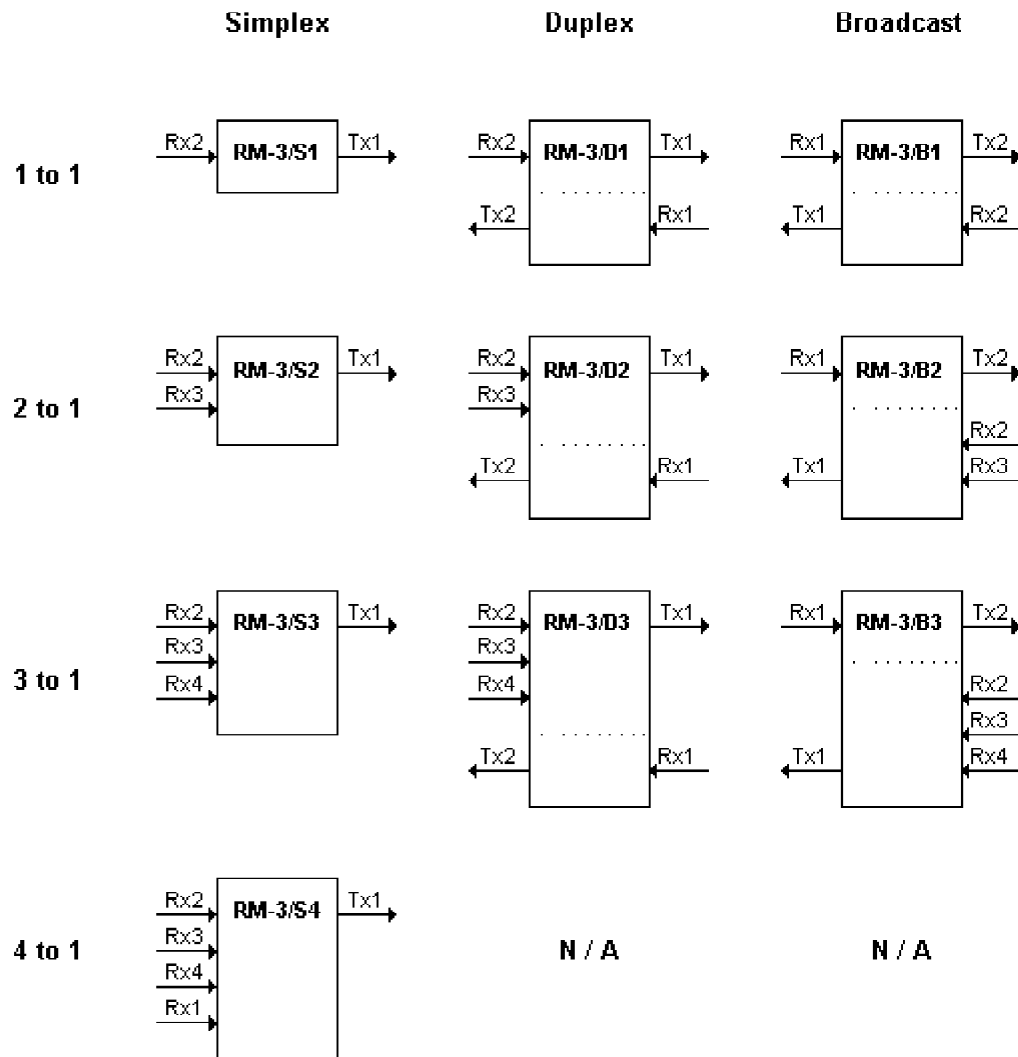 Simplex Duplex Broadcast
1 to 1
Rx2 RM-3/S1 Tx1
Rx2 RM-3/D1 Tx1
Tx2 Rx1
Rx1 RM-3/B1 Tx2
Tx1 Rx2
2 to 1
Rx2 RM-3/S2 Tx1
Rx3
Rx2 RM-3/D2 Tx1
Rx3
Tx2 Rx1
Rx1 RM-3/B2 Tx2
Rx2
Tx1 Rx3
3 to 1
Rx2 RM-3/S3 Tx1
Rx3
Rx4
Rx2 RM-3/D3 Tx1
Rx3
Rx4
Tx2 Rx1
Rx1 RM-3/B3 Tx2
Rx2
Rx3
Tx1 Rx4
4 to 1
Rx2 RM-3/S4 Tx1
Rx3
Rx4
Rx1
N / A
N / A